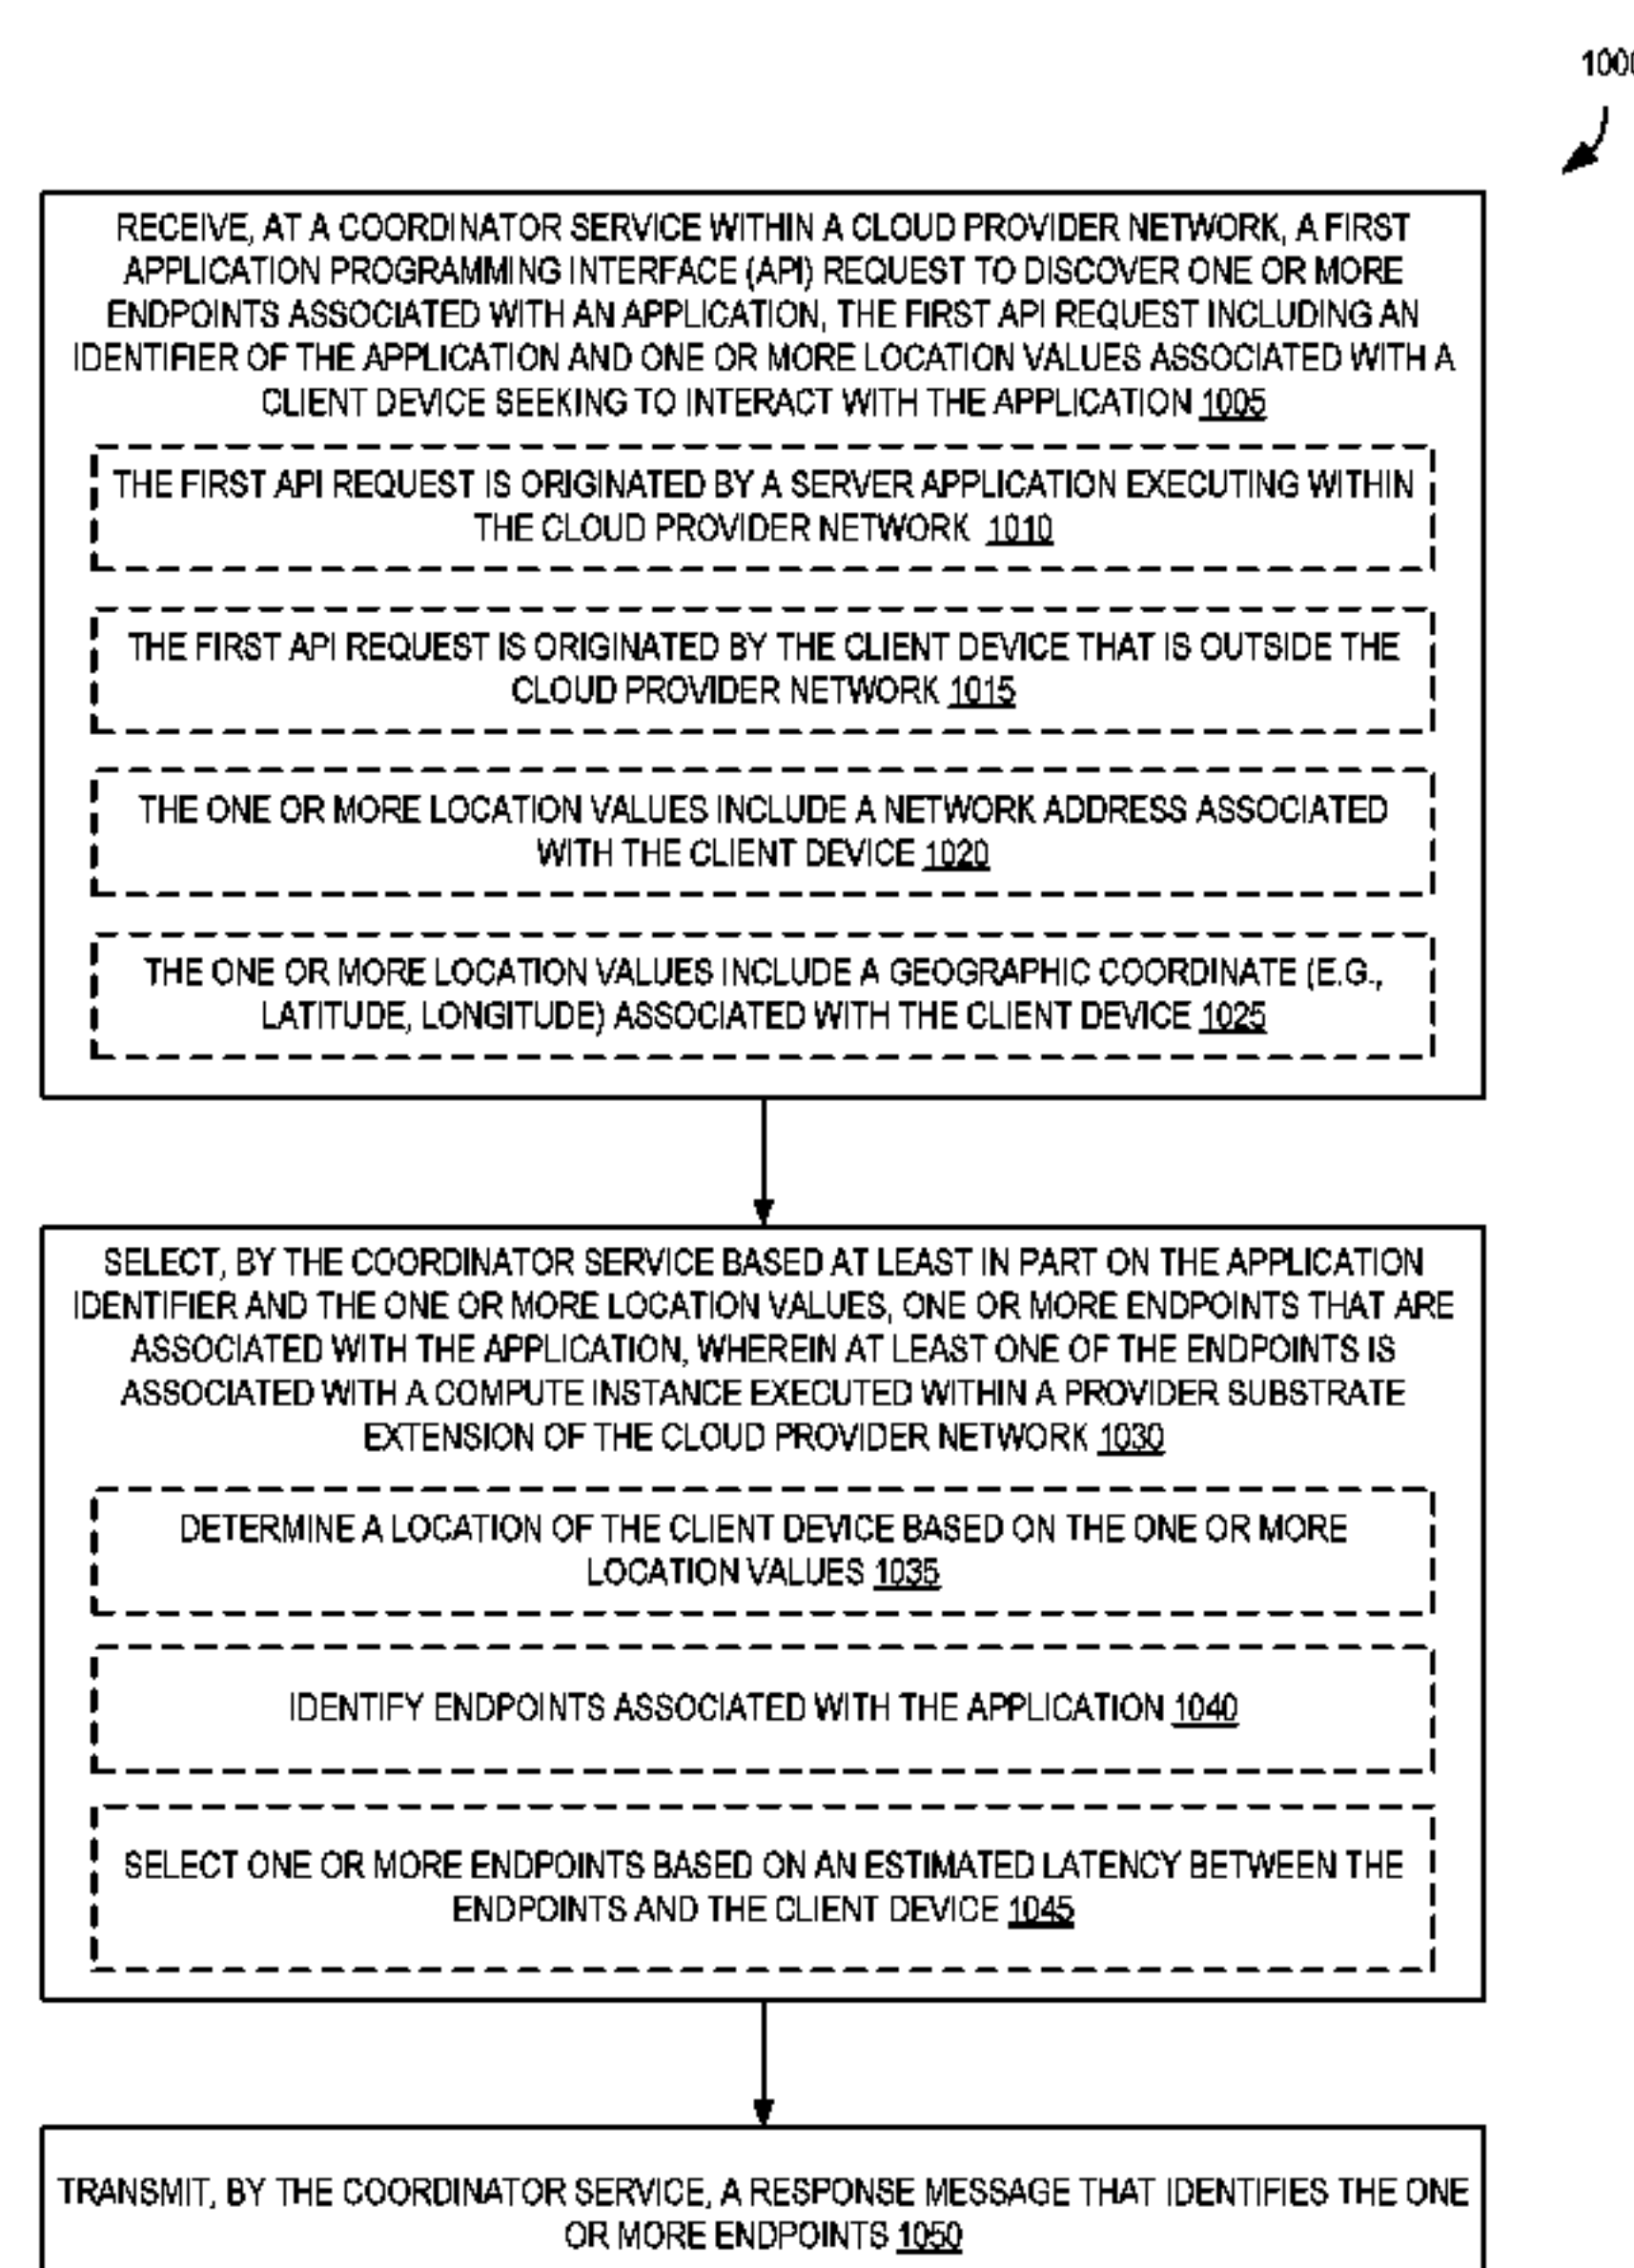 1000
RECEIVE, AT A COORDINATOR SERVICE WITHIN A CLOUD PROVIDER NETWORK, A FIRST
APPLICATION PROGRAMMING INTERFACE (API) REQUEST TO DISCOVER ONE OR MORE
ENDPOINTS ASSOCIATED WITH AN APPLICATION, THE FIRST API REQUEST INCLUDING AN
IDENTIFIER OF THE APPLICATION AND ONE OR MORE LOCATION VALUES ASSOCIATED WITH A
CLIENT DEVICE SEEKING TO INTERACT WITH THE APPLICATION 1005
THE FIRST API REQUEST IS ORIGINATED BY A SERVER APPLICATION EXECUTING WITHIN
THE CLOUD PROVIDER NETWORK 1010
THE FIRST API REQUEST IS ORIGINATED BY THE CLIENT DEVICE THAT IS OUTSIDE THE
CLOUD PROVIDER NETWORK 1015
THE ONE OR MORE LOCATION VALUES INCLUDE A NETWORK ADDRESS ASSOCIATED
WITH THE CLIENT DEVICE 1020
THE ONE OR MORE LOCATION VALUES INCLUDE A GEOGRAPHIC COORDINATE (E.G.,
LATITUDE, LONGITUDE) ASSOCIATED WITH THE CLIENT DEVICE 1025
SELECT, BY THE COORDINATOR SERVICE BASED AT LEAST IN PART ON THE APPLICATION
IDENTIFIER AND THE ONE OR MORE LOCATION VALUES, ONE OR MORE ENDPOINTS THAT ARE
ASSOCIATED WITH THE APPLICATION, WHEREIN AT LEAST ONE OF THE ENDPOINTS IS
ASSOCIATED WITH A COMPUTE INSTANCE EXECUTED WITHIN A PROVIDER SUBSTRATE
EXTENSION OF THE CLOUD PROVIDER NETWORK 1030
DETERMINE A LOCATION OF THE CLIENT DEVICE BASED ON THE ONE OR MORE
LOCATION VALUES 1035
IDENTIFY ENDPOINTS ASSOCIATED WITH THE APPLICATION 1040
SELECT ONE OR MORE ENDPOINTS BASED ON AN ESTIMATED LATENCY BETWEEN THE
ENDPOINTS AND THE CLIENT DEVICE 1045
TRANSMIT, BY THE COORDINATOR SERVICE, A RESPONSE MESSAGE THAT IDENTIFIES THE ONE
OR MORE ENDPOINTS 1050